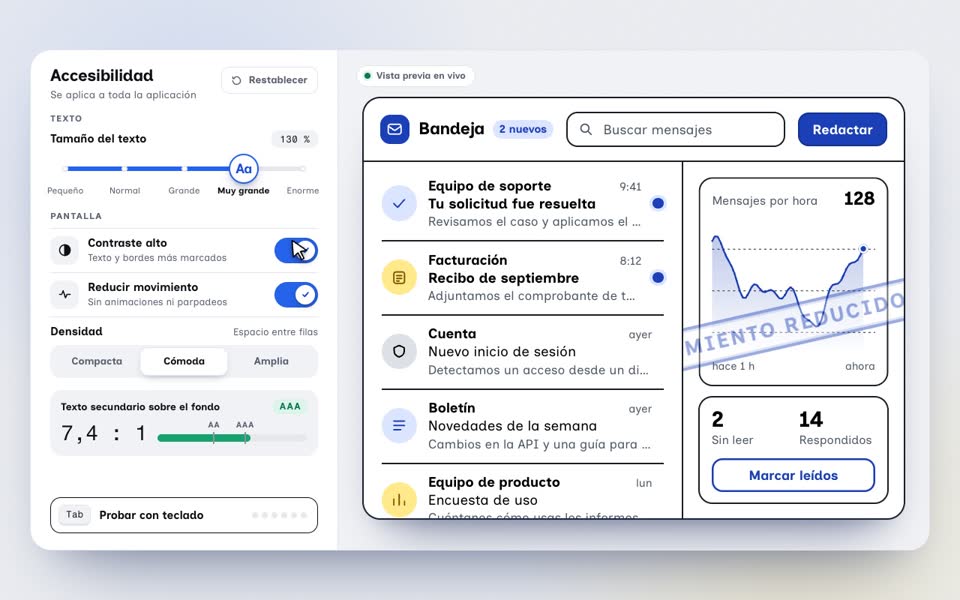 Accesibilidad
Se aplica a toda la aplicación
Restablecer
TEXTO
Tamaño del texto
130 %
Aa
Pequeño
Normal
Grande
Muy grande
Enorme
PANTALLA
Contraste alto
Texto y bordes más marcados
Reducir movimiento
Sin animaciones ni parpadeos
Densidad
Espacio entre filas
Compacta
Cómoda
Amplia
Texto secundario sobre el fondo
AAA
7,4 : 1
AA
AAA
Tab
Probar con teclado
Vista previa en vivo
Bandeja
2 nuevos
Buscar mensajes
Redactar
Equipo de soporte
9:41
Tu solicitud fue resuelta
Revisamos el caso y aplicamos el ...
Facturación
8:12
Recibo de septiembre
Adjuntamos el comprobante de t...
Cuenta
ayer
Nuevo inicio de sesión
Detectamos un acceso desde un di...
Boletín
ayer
Novedades de la semana
Cambios en la API y una guía para ...
Equipo de producto
lun
Encuesta de uso
Cuéntanos cómo usas los informes
Mensajes por hora
128
MIENTO REDUCIDO
hace 1 h
ahora
2
Sin leer
14
Respondidos
Marcar leídos